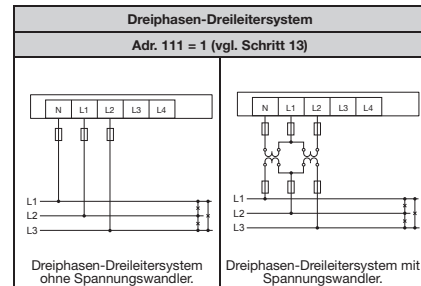 Dreiphasen-Dreileitersystem
Adr. 111 = 1 (vgl. Schritt 13)
N L1 L2 L3 L4
L1
L2
L3
Dreiphasen-Dreileitersystem
ohne Spannungswandler.
N L1 L2 L3 L4
L1
L2
L3
Dreiphasen-Dreileitersystem mit
Spannungswandler.